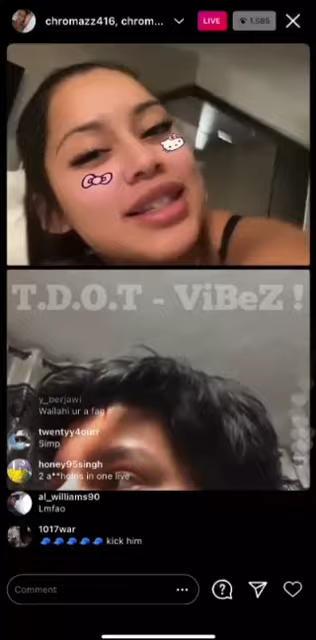 chromazz416, chrom...
LIVE
1,585
T.D.O.T - ViBeZ !
y_berjawi
Wallahi ur a fag
twentyy4ourr
Simp
honey95singh
2 a**holns in one live
al_williams90
Lmfao
1017war
🧢🧢🧢🧢🧢 kick him
Comment